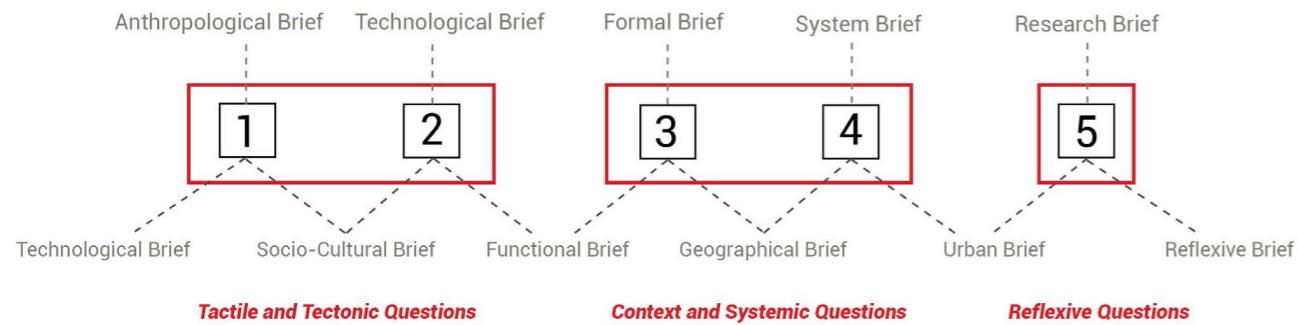 Anthropological Brief Technological Brief Formal Brief System Brief Research Brief
1 2 3 4 5
Technological Brief Socio-Cultural Brief Functional Brief Geographical Brief Urban Brief Reflexive Brief
Tactile and Tectonic Questions Context and Systemic Questions Reflexive Questions